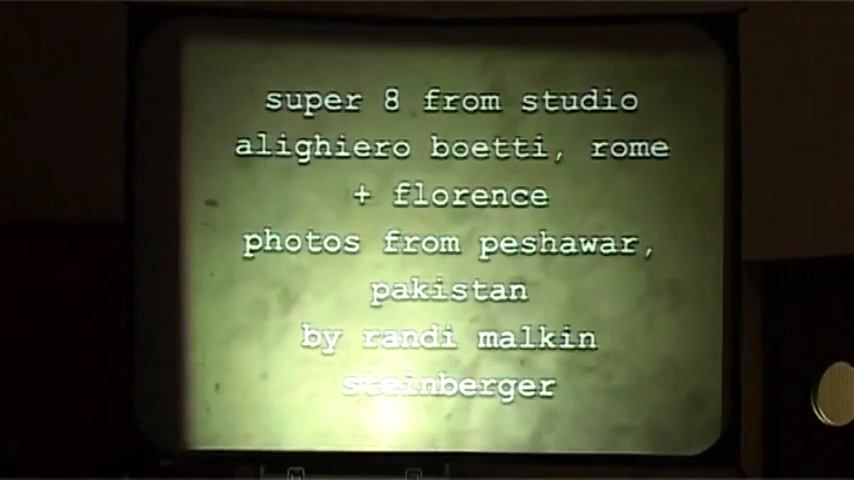 super 8 from studio
alighiero boetti, rome
+ florence
photos from peshawar,
pakistan
by randi malkin
steinberger